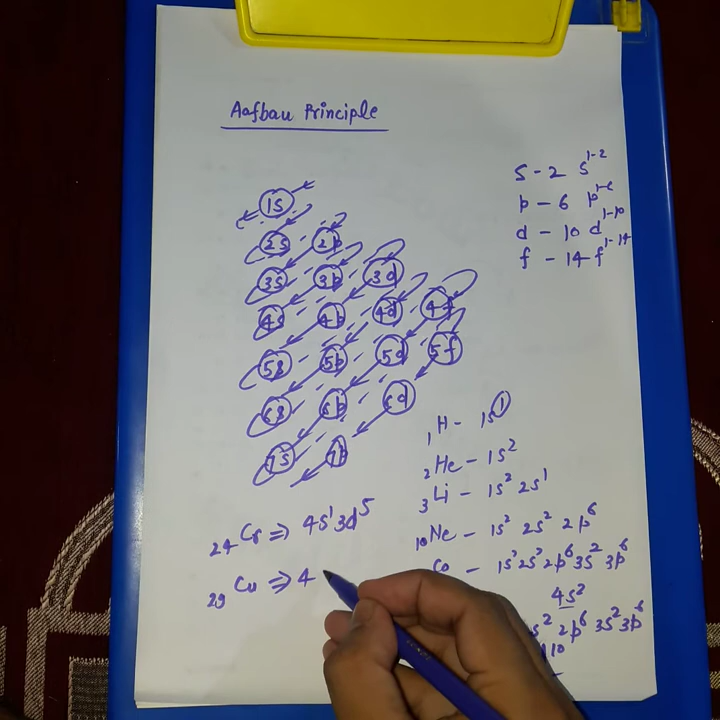 Aafbau Principle
s - 2 s¹⁻²
p - 6 p¹⁻⁶
d - 10 d¹⁻¹⁰
f - 14 f¹⁻¹⁴
1s
2s 2p
3s 3p 3d
4s 4p 4d 4f
5s 5p 5d 5f
6s 6p 6d
7s 7p
₁H - 1s¹
₂He - 1s²
₃Li - 1s² 2s¹
₁₀Ne - 1s² 2s² 2p⁶
Ca - 1s² 2s² 2p⁶ 3s² 3p⁶
4s²
s² 2p⁶ 3s² 3p⁶
₂₄Cr ⇒ 4s¹ 3d⁵
₂₉Cu ⇒ 4